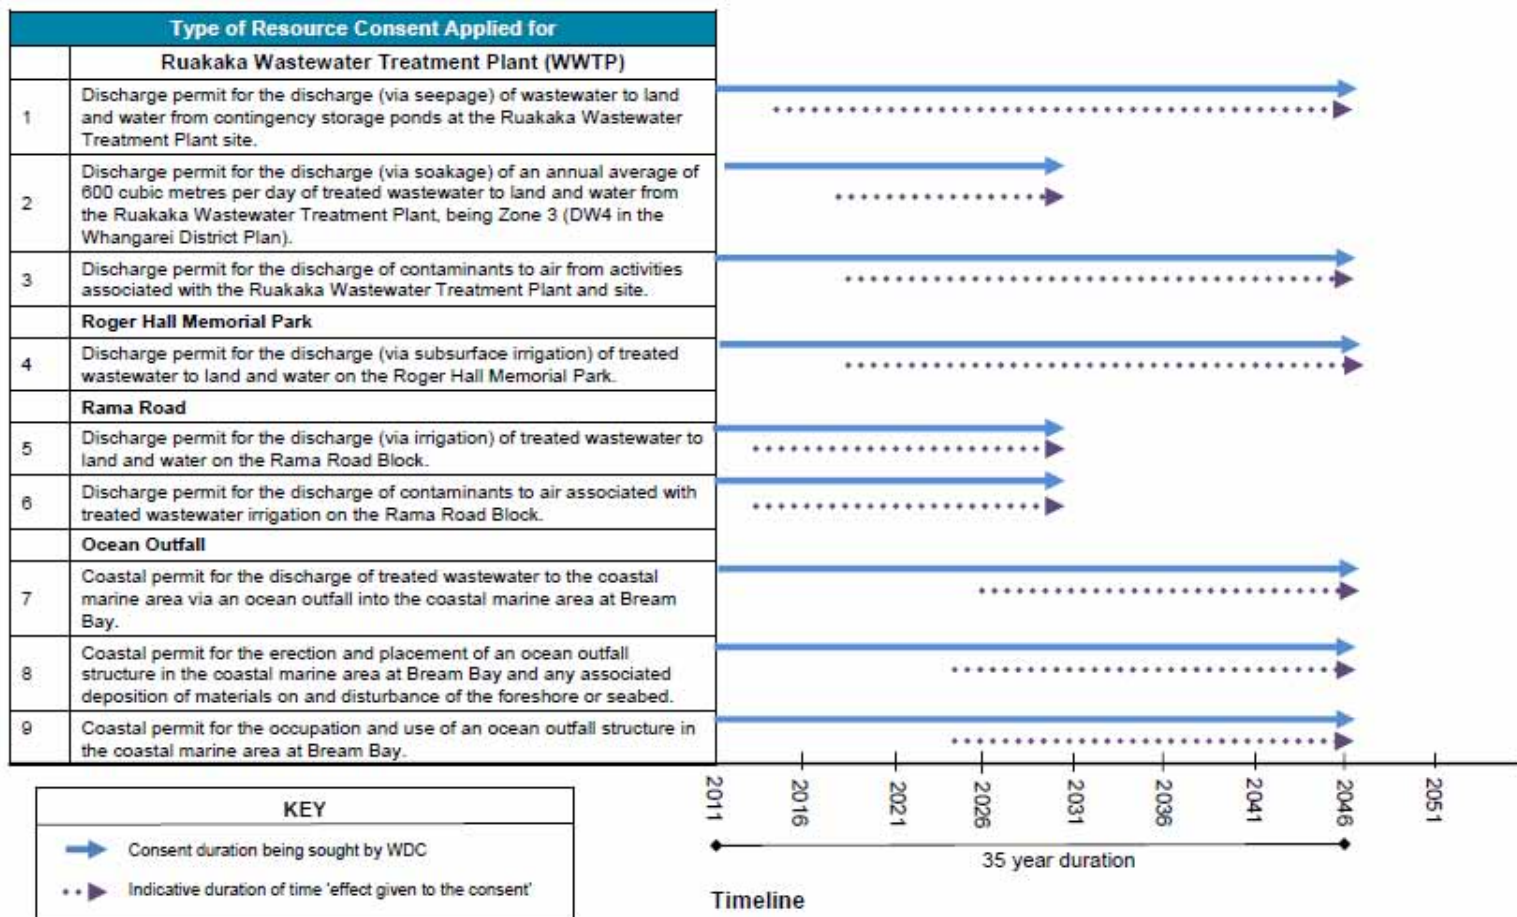 Type of Resource Consent Applied for
Ruakaka Wastewater Treatment Plant (WWTP)
1
Discharge permit for the discharge (via seepage) of wastewater to land
and water from contingency storage ponds at the Ruakaka Wastewater
Treatment Plant site.
2
Discharge permit for the discharge (via soakage) of an annual average of
600 cubic metres per day of treated wastewater to land and water from
the Ruakaka Wastewater Treatment Plant, being Zone 3 (DW4 in the
Whangarei District Plan).
3
Discharge permit for the discharge of contaminants to air from activities
associated with the Ruakaka Wastewater Treatment Plant and site.
Roger Hall Memorial Park
4
Discharge permit for the discharge (via subsurface irrigation) of treated
wastewater to land and water on the Roger Hall Memorial Park.
Rama Road
5
Discharge permit for the discharge (via irrigation) of treated wastewater to
land and water on the Rama Road Block.
6
Discharge permit for the discharge of contaminants to air associated with
treated wastewater irrigation on the Rama Road Block.
Ocean Outfall
7
Coastal permit for the discharge of treated wastewater to the coastal
marine area via an ocean outfall into the coastal marine area at Bream
Bay.
8
Coastal permit for the erection and placement of an ocean outfall
structure in the coastal marine area at Bream Bay and any associated
deposition of materials on and disturbance of the foreshore or seabed.
9
Coastal permit for the occupation and use of an ocean outfall structure in
the coastal marine area at Bream Bay.
2011
2016
2021
2026
2031
2036
2041
2046
2051
35 year duration
Timeline
KEY
Consent duration being sought by WDC
Indicative duration of time 'effect given to the consent'